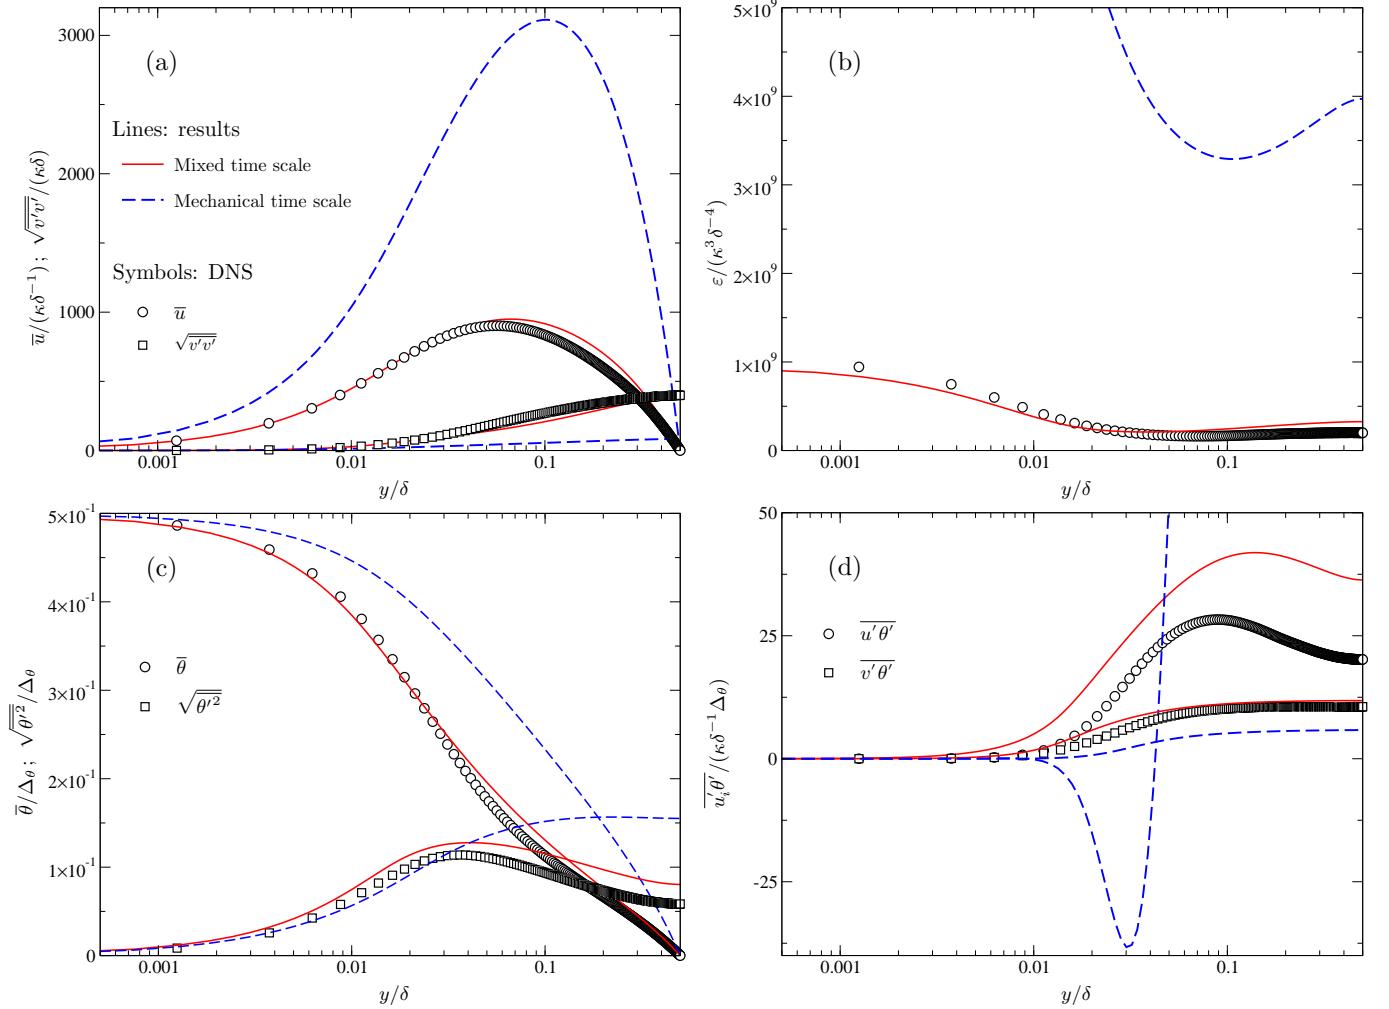 3000
2000
1000
0
0.001
0.01
0.1
y/δ
u̅/(κδ⁻¹) ; √v′v′/(κδ)
(a)
Lines: results
Mixed time scale
Mechanical time scale
Symbols: DNS
u̅
√v′v′
5×10⁹
4×10⁹
3×10⁹
2×10⁹
1×10⁹
0
0.001
0.01
0.1
y/δ
ε/(κ³δ⁻⁴)
(b)
5×10⁻¹
4×10⁻¹
3×10⁻¹
2×10⁻¹
1×10⁻¹
0
0.001
0.01
0.1
y/δ
θ̅/Δθ ; √θ′²/Δθ
(c)
θ̅
√θ′²
50
25
0
-25
0.001
0.01
0.1
y/δ
u′ᵢθ′/(κδ⁻¹Δθ)
(d)
u′θ′
v′θ′